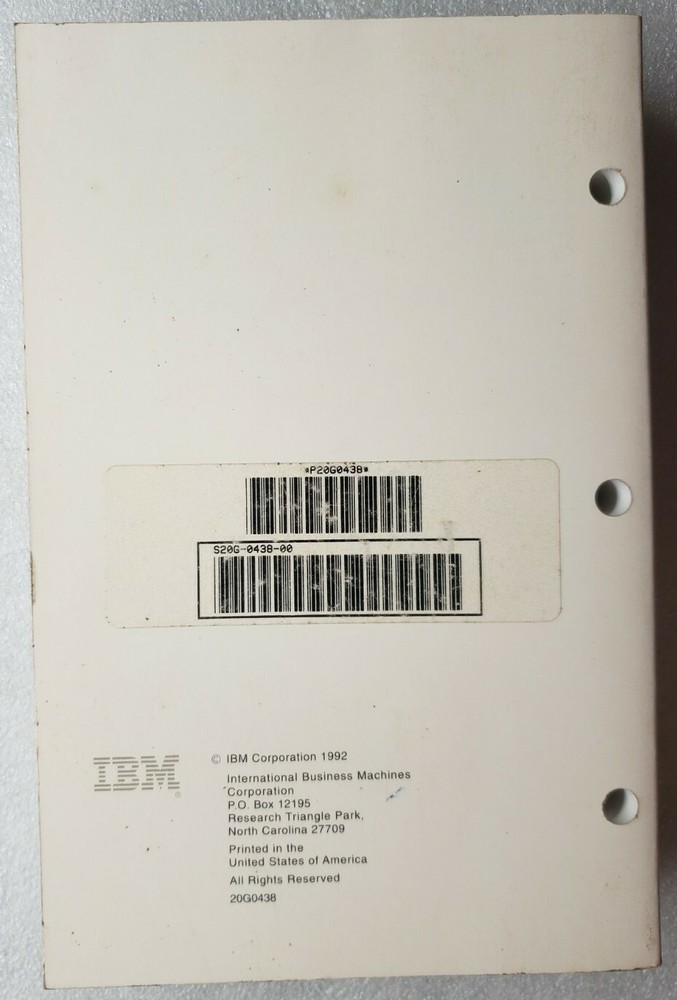 *P20G0438*
S20G-0438-00
IBM
®
© IBM Corporation 1992
International Business Machines
Corporation
P.O. Box 12195
Research Triangle Park,
North Carolina 27709
Printed in the
United States of America
All Rights Reserved
20G0438